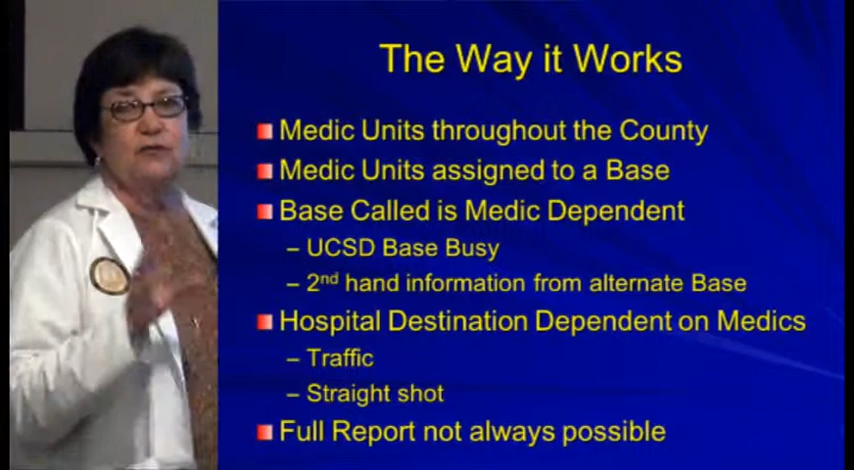 The Way it Works
Medic Units throughout the County
Medic Units assigned to a Base
Base Called is Medic Dependent
– UCSD Base Busy
– 2nd hand information from alternate Base
Hospital Destination Dependent on Medics
– Traffic
– Straight shot
Full Report not always possible